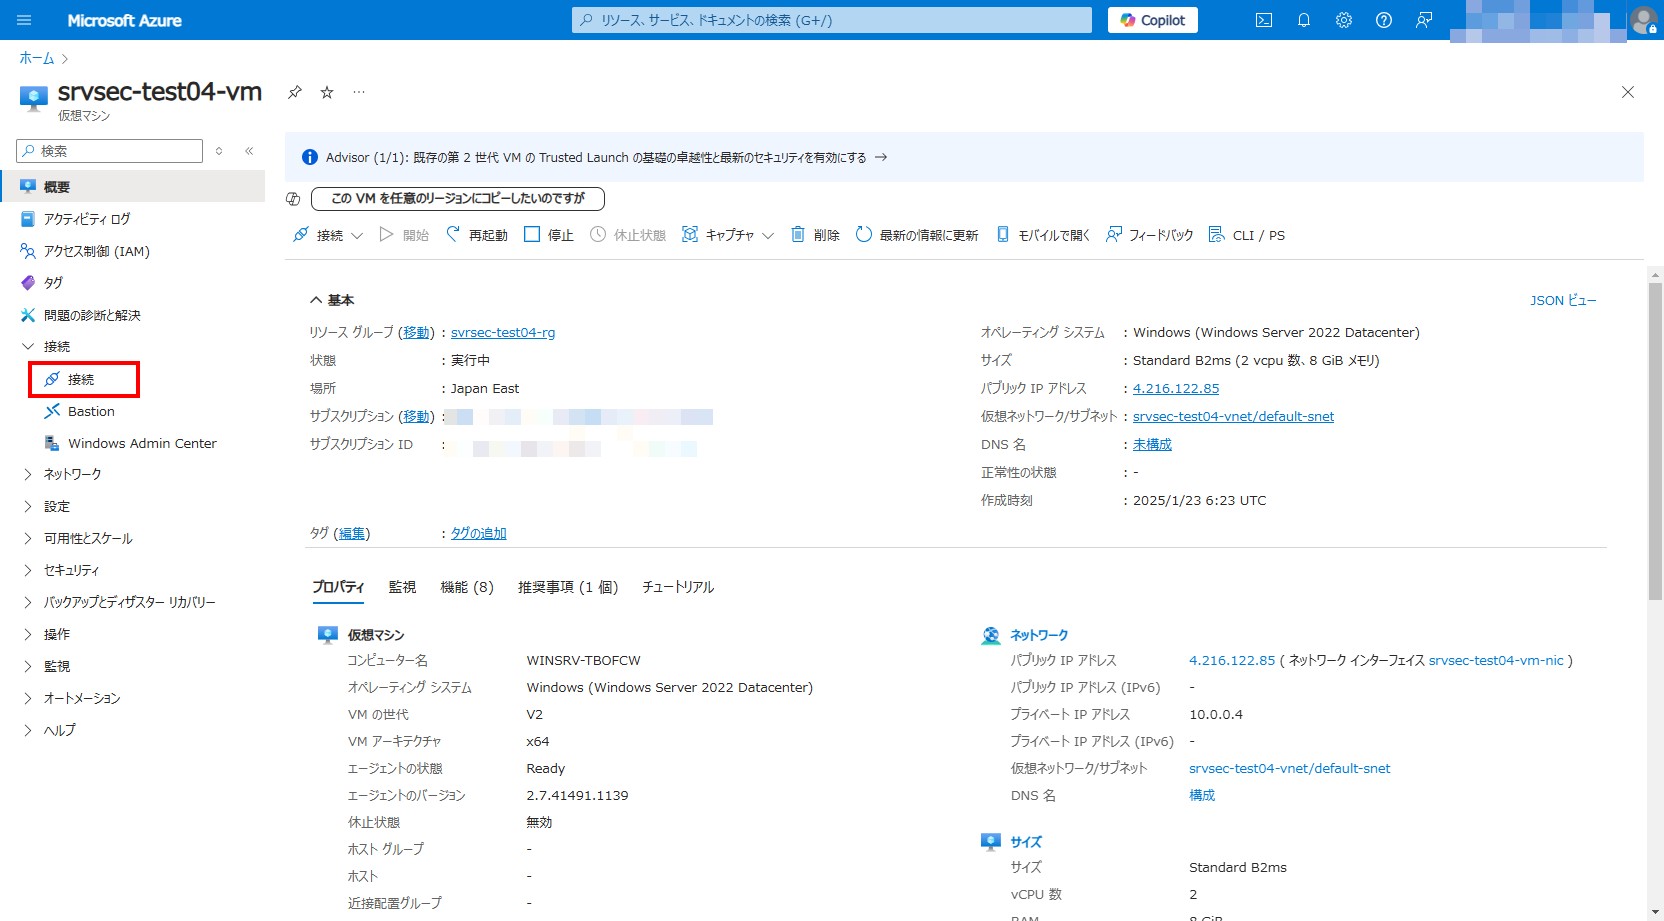 Microsoft Azure
リソース、サービス、ドキュメントの検索 (G+/)
Copilot
ホーム
srvsec-test04-vm
仮想マシン
検索
概要
アクティビティ ログ
アクセス制御 (IAM)
タグ
問題の診断と解決
接続
接続
Bastion
Windows Admin Center
ネットワーク
設定
可用性とスケール
セキュリティ
バックアップとディザスター リカバリー
操作
監視
オートメーション
ヘルプ
Advisor (1/1): 既存の第 2 世代 VM の Trusted Launch の基礎の卓越性と最新のセキュリティを有効にする →
この VM を任意のリージョンにコピーしたいのですが
接続 開始 再起動 停止 休止状態 キャプチャ 削除 最新の情報に更新 モバイルで開く フィードバック CLI / PS
基本
JSON ビュー
リソース グループ (移動) : svrsec-test04-rg
状態 : 実行中
場所 : Japan East
サブスクリプション (移動) :
サブスクリプション ID :
オペレーティング システム : Windows (Windows Server 2022 Datacenter)
サイズ : Standard B2ms (2 vcpu 数、8 GiB メモリ)
パブリック IP アドレス : 4.216.122.85
仮想ネットワーク/サブネット : srvsec-test04-vnet/default-snet
DNS 名 : 未構成
正常性の状態 : -
作成時刻 : 2025/1/23 6:23 UTC
タグ (編集) : タグの追加
プロパティ 監視 機能 (8) 推奨事項 (1 個) チュートリアル
仮想マシン
コンピューター名 WINSRV-TBOFCW
オペレーティング システム Windows (Windows Server 2022 Datacenter)
VM の世代 V2
VM アーキテクチャ x64
エージェントの状態 Ready
エージェントのバージョン 2.7.41491.1139
休止状態 無効
ホスト グループ -
ホスト -
近接配置グループ -
ネットワーク
パブリック IP アドレス 4.216.122.85 ( ネットワーク インターフェイス srvsec-test04-vm-nic )
パブリック IP アドレス (IPv6) -
プライベート IP アドレス 10.0.0.4
プライベート IP アドレス (IPv6) -
仮想ネットワーク/サブネット srvsec-test04-vnet/default-snet
DNS 名 構成
サイズ
サイズ Standard B2ms
vCPU 数 2
RAM 8 GiB